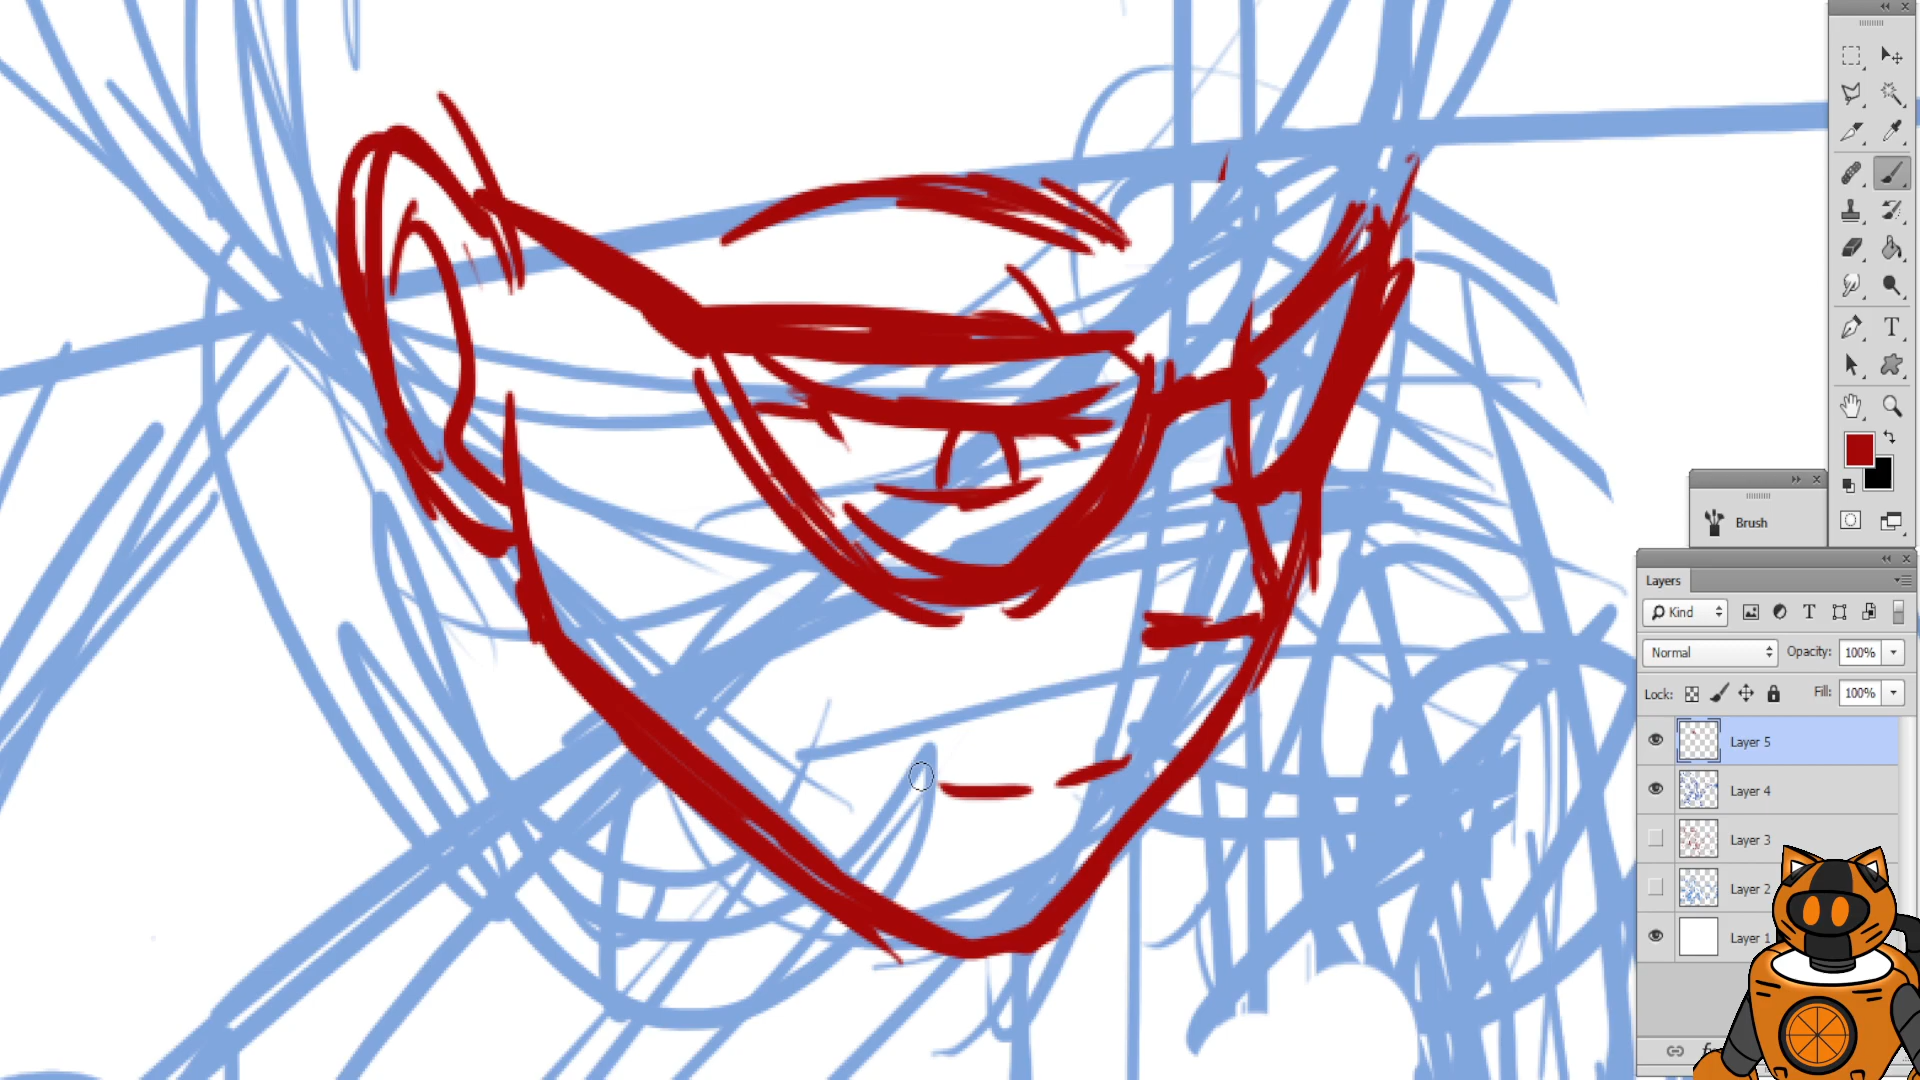 T
Brush
Layers
Kind
T
Normal
Opacity:
100%
Lock:
Fill:
100%
Layer 5
Layer 4
Layer 3
Layer 2
Layer 1